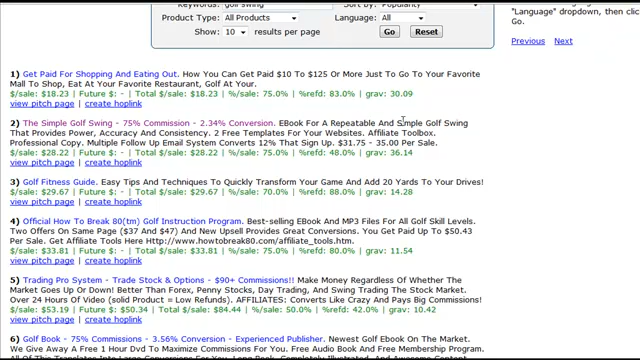 Keywords: golf swing Sort by: Popularity
Product Type: All Products Language: All
Show: 10 results per page Go Reset
"Language" dropdown, then click
Go.
Previous Next
1) Get Paid For Shopping And Eating Out. How You Can Get Paid $10 To $125 Or More Just To Go To Your Favorite
Mall To Shop, Eat At Your Favorite Restaurant, Golf At Your.
$/sale: $18.23 | Future $: - | Total $/sale: $18.23 | %/sale: 75.0% | %refd: 83.0% | grav: 30.09
view pitch page | create hoplink
2) The Simple Golf Swing - 75% Commission - 2.34% Conversion. EBook For A Repeatable And Simple Golf Swing
That Provides Power, Accuracy And Consistency. 2 Free Templates For Your Websites. Affiliate Toolbox.
Professional Copy. Multiple Follow Up Email System Converts 12% That Sign Up. $31.75 - 35.00 Per Sale.
$/sale: $28.22 | Future $: - | Total $/sale: $28.22 | %/sale: 75.0% | %refd: 48.0% | grav: 36.14
view pitch page | create hoplink
3) Golf Fitness Guide. Easy Tips And Techniques To Quickly Transform Your Game And Add 20 Yards To Your Drives!
$/sale: $29.67 | Future $: - | Total $/sale: $29.67 | %/sale: 70.0% | %refd: 88.0% | grav: 14.28
view pitch page | create hoplink
4) Official How To Break 80(tm) Golf Instruction Program. Best-selling EBook And MP3 Files For All Golf Skill Levels.
Two Offers On Same Page ($37 And $47) And New Upsell Provides Great Conversions. You Get Paid Up To $50.43
Per Sale. Get Affiliate Tools Here Http://www.howtobreak80.com/affiliate_tools.htm.
$/sale: $33.81 | Future $: - | Total $/sale: $33.81 | %/sale: 75.0% | %refd: 80.0% | grav: 11.54
view pitch page | create hoplink
5) Trading Pro System - Trade Stock & Options - $90+ Commissions!! Make Money Regardless Of Whether The
Market Goes Up Or Down! Better Than Forex, Penny Stocks, Day Trading, And Swing Trading The Stock Market.
Over 24 Hours Of Video (solid Product = Low Refunds). AFFILIATES: Converts Like Crazy And Pays Big Commissions!
$/sale: $53.19 | Future $: $50.34 | Total $/sale: $84.44 | %/sale: 50.0% | %refd: 42.0% | grav: 10.42
view pitch page | create hoplink
6) Golf Book - 75% Commissions - 3.56% Conversion - Experienced Publisher. Newest Golf Ebook On The Market.
We Give Away A Free 1 Hour Dvd To Maximize Commissions For You. Free Audio Book And Free Membership Program.